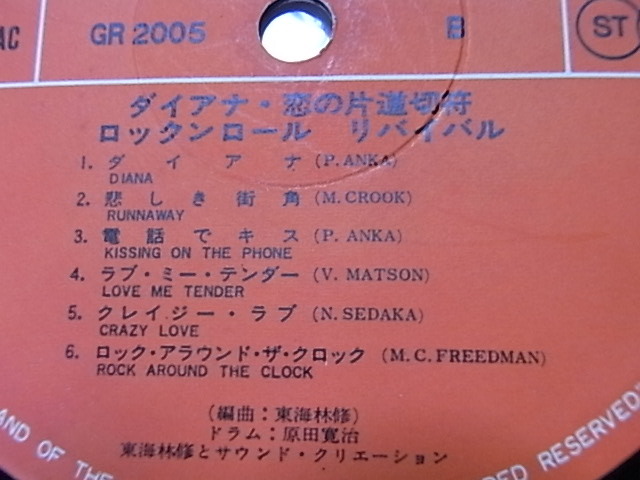 AC
GR 2005
B
ST
ダイアナ・恋の片道切符
ロックンロール リバイバル
1. ダイアナ (P. ANKA)
DIANA
2. 悲しき街角 (M. CROOK)
RUNNAWAY
3. 電話でキス (P. ANKA)
KISSING ON THE PHONE
4. ラブ・ミー・テンダー (V. MATSON)
LOVE ME TENDER
5. クレイジー・ラブ (N. SEDAKA)
CRAZY LOVE
6. ロック・アラウンド・ザ・クロック (M. C. FREEDMAN)
ROCK AROUND THE CLOCK
(編曲:東海林修)
ドラム:原田寛治
東海林修とサウンド・クリエーション
AND OF THE
RESERVED